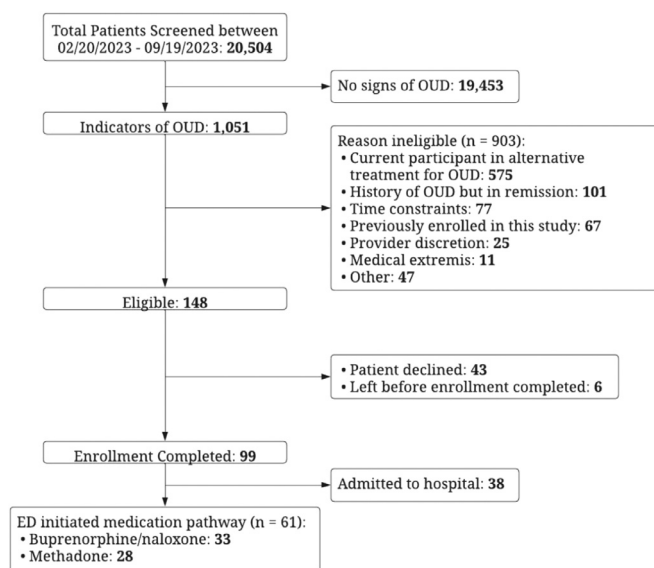 Total Patients Screened between
02/20/2023 - 09/19/2023: 20,504
No signs of OUD: 19,453
Indicators of OUD: 1,051
Reason ineligible (n = 903):
• Current participant in alternative
treatment for OUD: 575
• History of OUD but in remission: 101
• Time constraints: 77
• Previously enrolled in this study: 67
• Provider discretion: 25
• Medical extremis: 11
• Other: 47
Eligible: 148
• Patient declined: 43
• Left before enrollment completed: 6
Enrollment Completed: 99
Admitted to hospital: 38
ED initiated medication pathway (n = 61):
• Buprenorphine/naloxone: 33
• Methadone: 28